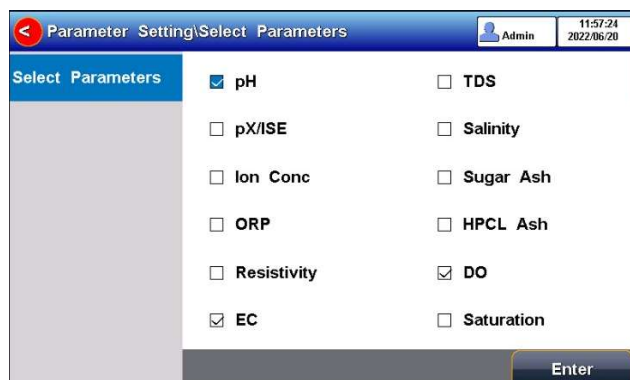 < Parameter Setting\Select Parameters
Admin
11:57:24
2022/06/20
Select Parameters
pH
TDS
pX/ISE
Salinity
Ion Conc
Sugar Ash
ORP
HPCL Ash
Resistivity
DO
EC
Saturation
Enter